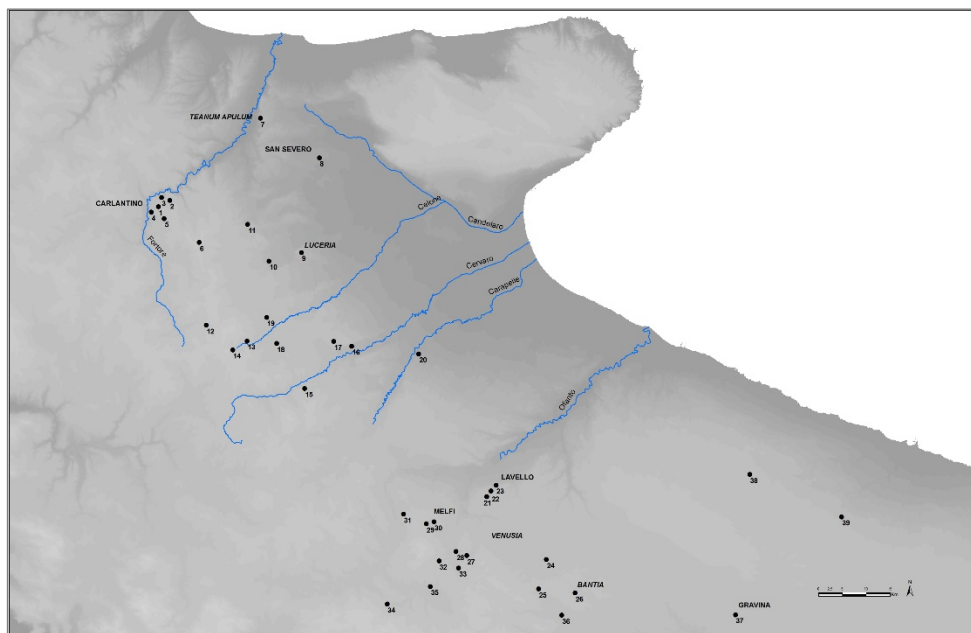 TEANUM APULUM
7
SAN SEVERO
8
3
2
CARLANTINO
1
4
5
Fortore
6
11
LUCERIA
9
10
Celone
Candelaro
Cervaro
Carapelle
19
12
13
14
18
17
16
20
15
Ofanto
LAVELLO
23
22
21
38
39
31
MELFI
30
29
VENUSIA
28
27
32
33
24
35
25
BANTIA
26
34
36
GRAVINA
37
N